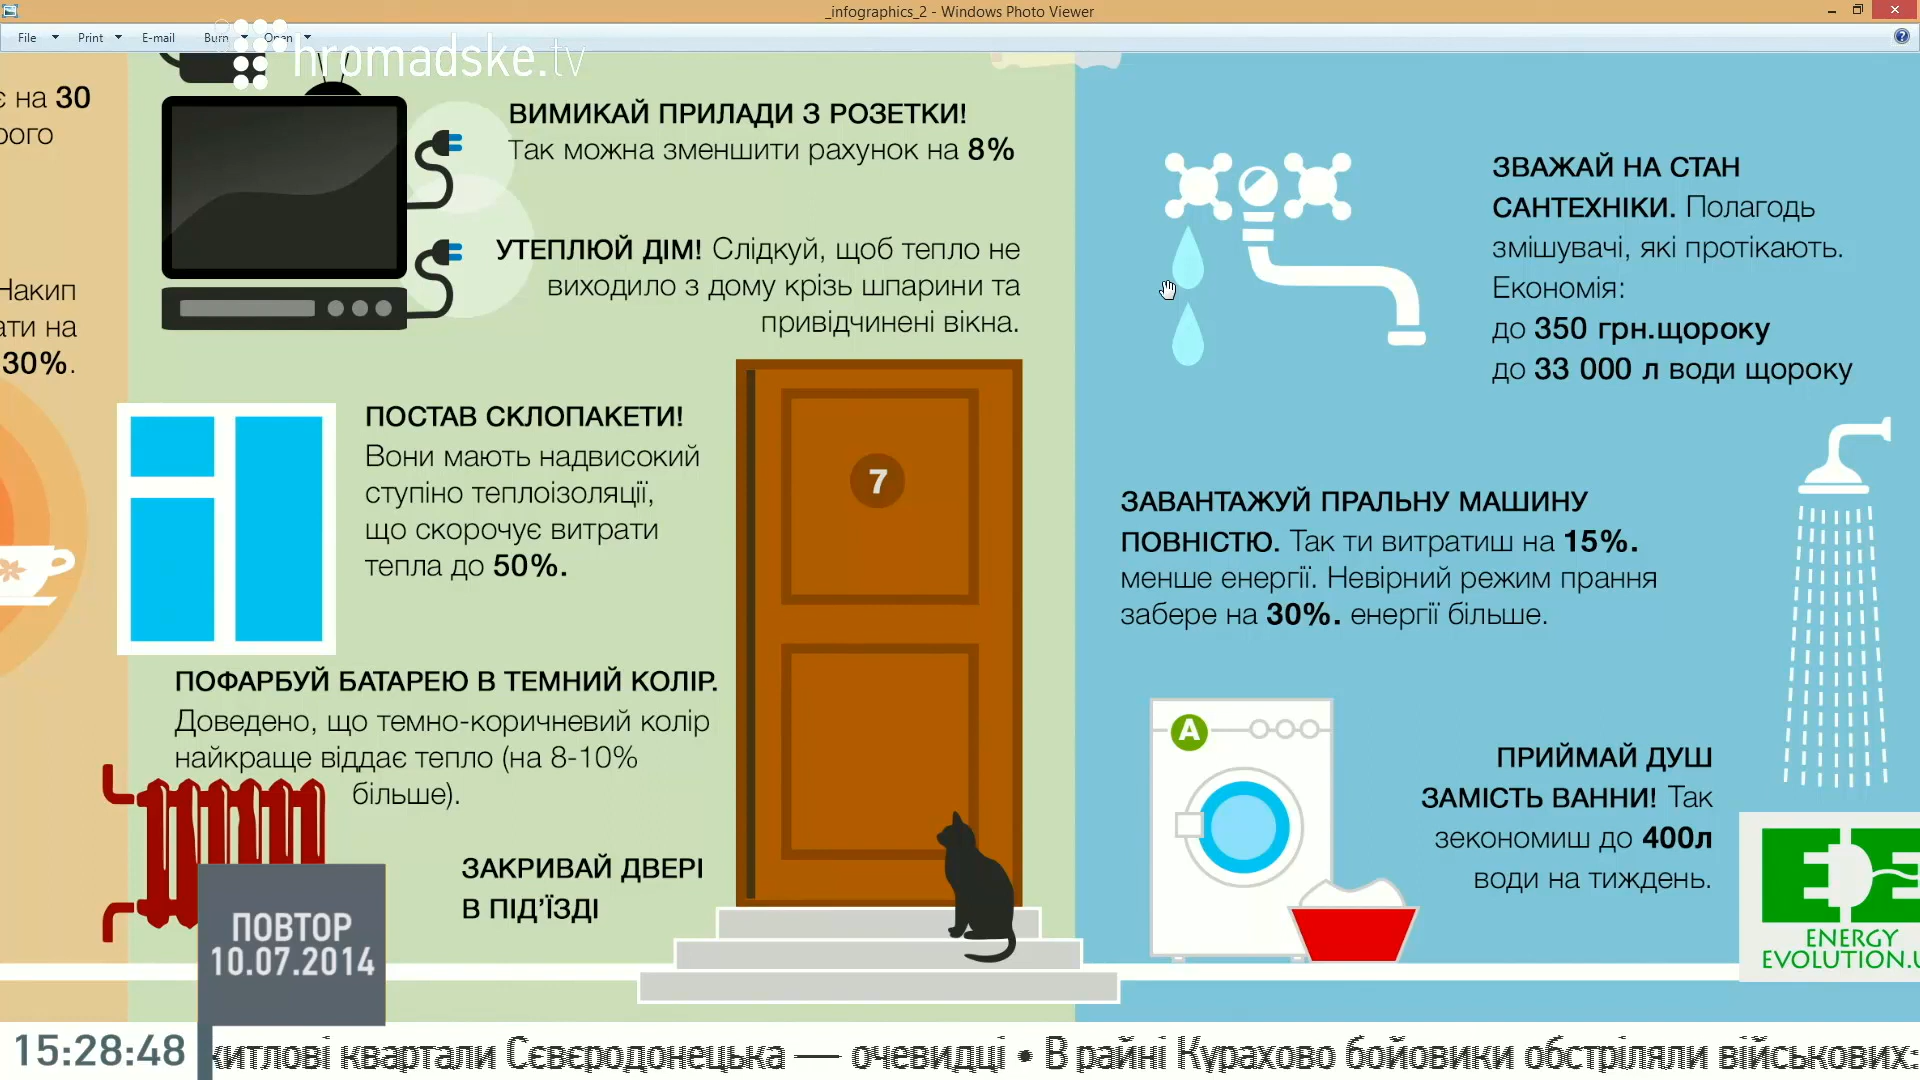 _infographics_2 - Windows Photo Viewer
File Print E-mail Burn Open
hromadske.tv
є на 30
рого
Накип
ати на
30%.
ВИМИКАЙ ПРИЛАДИ З РОЗЕТКИ!
Так можна зменшити рахунок на 8%
УТЕПЛЮЙ ДІМ! Слідкуй, щоб тепло не
виходило з дому крізь шпарини та
привідчинені вікна.
ПОСТАВ СКЛОПАКЕТИ!
Вони мають надвисокий
ступіно теплоізоляції,
що скорочує витрати
тепла до 50%.
7
ПОФАРБУЙ БАТАРЕЮ В ТЕМНИЙ КОЛІР.
Доведено, що темно-коричневий колір
найкраще віддає тепло (на 8-10%
більше).
ЗАКРИВАЙ ДВЕРІ
В ПІД'ЇЗДІ
ЗВАЖАЙ НА СТАН
САНТЕХНІКИ. Полагодь
змішувачі, які протікають.
Економія:
до 350 грн.щороку
до 33 000 л води щороку
ЗАВАНТАЖУЙ ПРАЛЬНУ МАШИНУ
ПОВНІСТЮ. Так ти витратиш на 15%.
менше енергії. Невірний режим прання
забере на 30%. енергії більше.
A
ПРИЙМАЙ ДУШ
ЗАМІСТЬ ВАННИ! Так
зекономиш до 400л
води на тиждень.
ENERGY
EVOLUTION.U
ПОВТОР
10.07.2014
15:28:48
житлові квартали Сєвєродонецька — очевидці • В райні Курахово бойовики обстріляли військових: